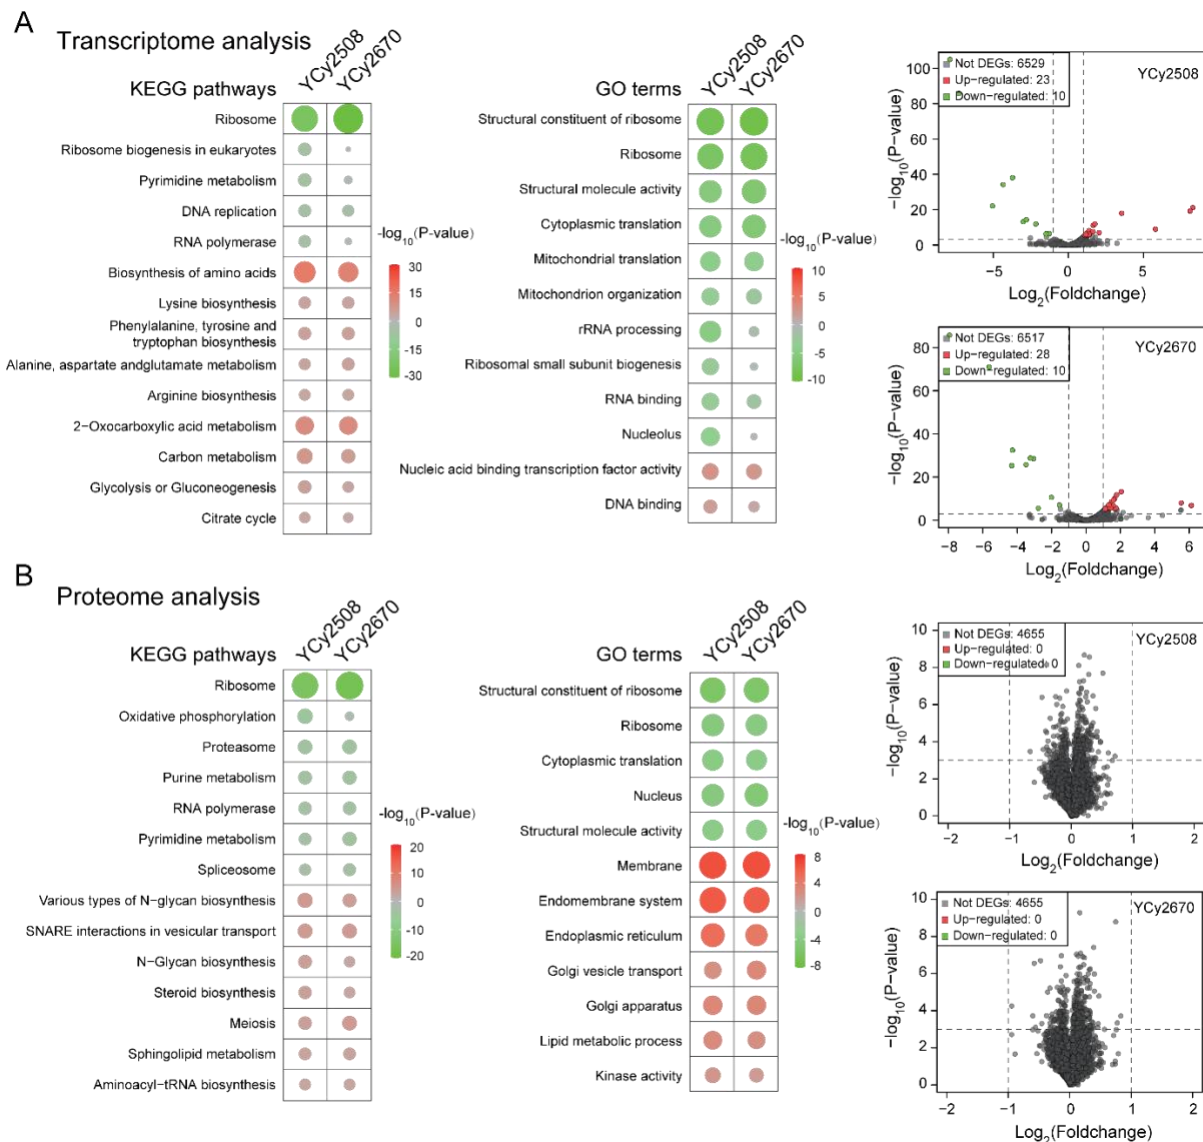 A
Transcriptome analysis
KEGG pathways
YCy2508
YCy2670
Ribosome
Ribosome biogenesis in eukaryotes
Pyrimidine metabolism
DNA replication
RNA polymerase
Biosynthesis of amino acids
Lysine biosynthesis
Phenylalanine, tyrosine and
tryptophan biosynthesis
Alanine, aspartate andglutamate metabolism
Arginine biosynthesis
2−Oxocarboxylic acid metabolism
Carbon metabolism
Glycolysis or Gluconeogenesis
Citrate cycle
-log10(P-value)
30
15
0
-15
-30
GO terms
YCy2508
YCy2670
Structural constituent of ribosome
Ribosome
Structural molecule activity
Cytoplasmic translation
Mitochondrial translation
Mitochondrion organization
rRNA processing
Ribosomal small subunit biogenesis
RNA binding
Nucleolus
Nucleic acid binding transcription factor activity
DNA binding
-log10(P-value)
10
5
0
-5
-10
YCy2508
Not DEGs: 6529
Up−regulated: 23
Down−regulated: 10
−log10(P−value)
100
80
60
40
20
0
−5 0 5
Log2(Foldchange)
YCy2670
Not DEGs: 6517
Up−regulated: 28
Down−regulated: 10
−log10(P−value)
80
60
40
20
0
−8 −6 −4 −2 0 2 4 6
Log2(Foldchange)
B
Proteome analysis
KEGG pathways
YCy2508
YCy2670
Ribosome
Oxidative phosphorylation
Proteasome
Purine metabolism
RNA polymerase
Pyrimidine metabolism
Spliceosome
Various types of N−glycan biosynthesis
SNARE interactions in vesicular transport
N−Glycan biosynthesis
Steroid biosynthesis
Meiosis
Sphingolipid metabolism
Aminoacyl−tRNA biosynthesis
-log10(P-value)
20
10
0
-10
-20
GO terms
YCy2508
YCy2670
Structural constituent of ribosome
Ribosome
Cytoplasmic translation
Nucleus
Structural molecule activity
Membrane
Endomembrane system
Endoplasmic reticulum
Golgi vesicle transport
Golgi apparatus
Lipid metabolic process
Kinase activity
-log10(P-value)
8
4
0
-4
-8
YCy2508
Not DEGs: 4655
Up−regulated: 0
Down−regulated: 0
−log10(P−value)
10
8
6
4
2
0
−2 −1 0 1 2
Log2(Foldchange)
YCy2670
Not DEGs: 4655
Up−regulated: 0
Down−regulated: 0
−log10(P−value)
10
8
6
4
2
0
−2 −1 0 1 2
Log2(Foldchange)